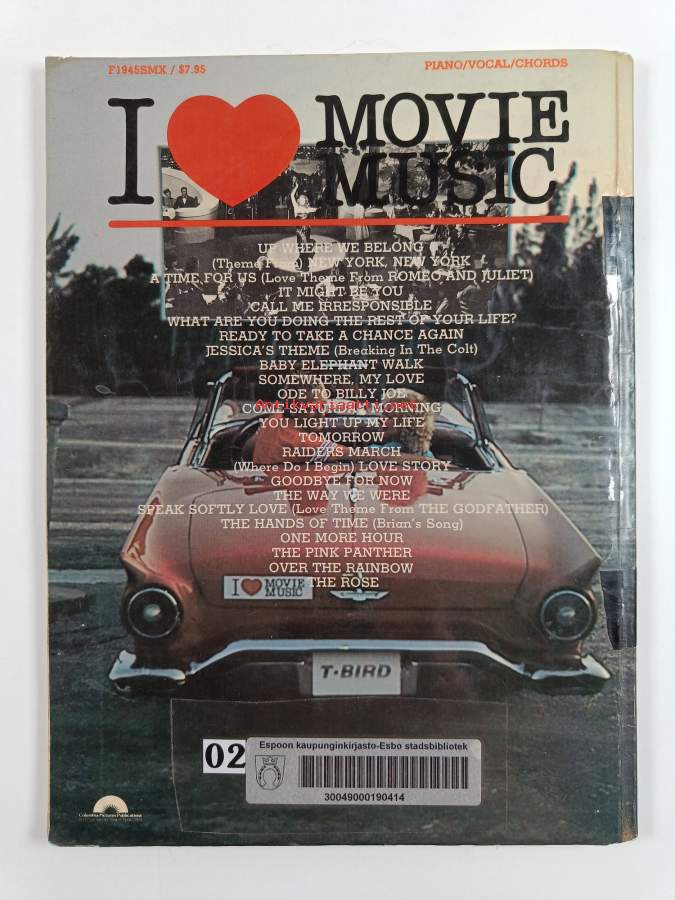 F1945SMX / $7.95
PIANO/VOCAL/CHORDS
I ♥ MOVIE MUSIC
UP WHERE WE BELONG
(Theme From) NEW YORK, NEW YORK
A TIME FOR US (Love Theme From ROMEO AND JULIET)
IT MIGHT BE YOU
CALL ME IRRESPONSIBLE
WHAT ARE YOU DOING THE REST OF YOUR LIFE?
READY TO TAKE A CHANCE AGAIN
JESSICA'S THEME (Breaking In The Colt)
BABY ELEPHANT WALK
SOMEWHERE, MY LOVE
ODE TO BILLY JOE
COME SATURDAY MORNING
YOU LIGHT UP MY LIFE
TOMORROW
RAIDERS MARCH
(Where Do I Begin) LOVE STORY
GOODBYE FOR NOW
THE WAY WE WERE
SPEAK SOFTLY LOVE (Love Theme From THE GODFATHER)
THE HANDS OF TIME (Brian's Song)
ONE MORE HOUR
THE PINK PANTHER
OVER THE RAINBOW
THE ROSE
I ♥ MOVIE MUSIC
T-BIRD
02
Espoon kaupunginkirjasto-Esbo stadsbibliotek
30049000190414
Columbia Pictures Publications